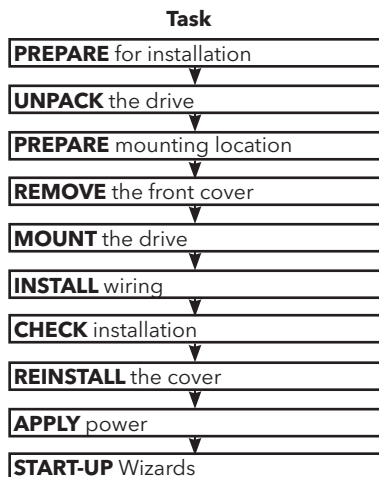 Task
PREPARE for installation
UNPACK the drive
PREPARE mounting location
REMOVE the front cover
MOUNT the drive
INSTALL wiring
CHECK installation
REINSTALL the cover
APPLY power
START-UP Wizards